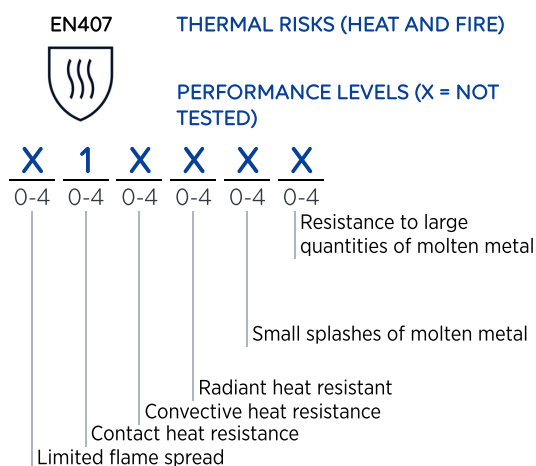 EN407
THERMAL RISKS (HEAT AND FIRE)
PERFORMANCE LEVELS (X = NOT
TESTED)
X 1 X X X X
0-4 0-4 0-4 0-4 0-4 0-4
Resistance to large
quantities of molten metal
Small splashes of molten metal
Radiant heat resistant
Convective heat resistance
Contact heat resistance
Limited flame spread